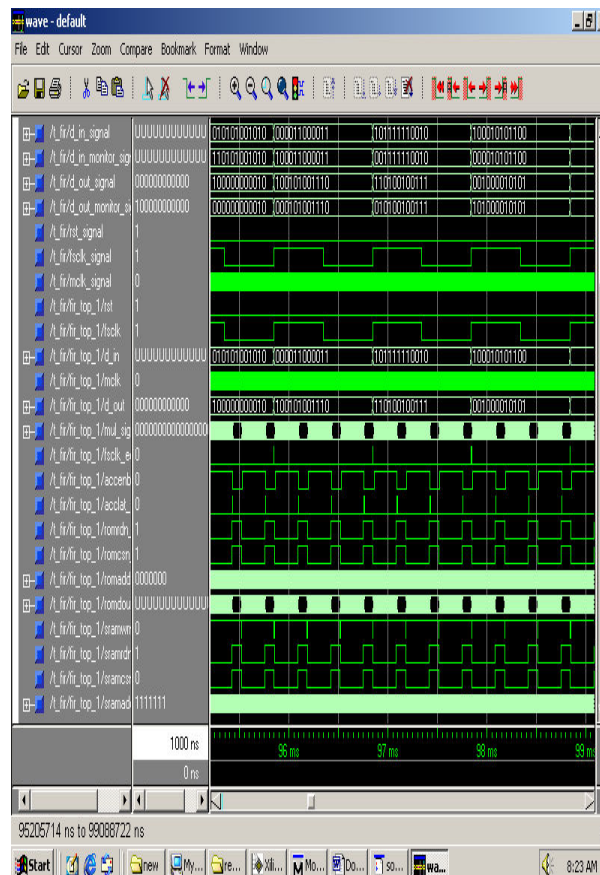 wave - default
File Edit Cursor Zoom Compare Bookmark Format Window
/t_fir/d_in_signal UUUUUUUUUUUU 010101001010 000011000011 101111110010 100010101100
/t_fir/d_in_monitor_sig UUUUUUUUUUUU 110101001010 100011000011 001111110010 000010101100
/t_fir/d_out_signal 000000000000 100000000010 100101001110 110100100111 001000010101
/t_fir/d_out_monitor_si 100000000000 000000000010 000101001110 010100100111 101000010101
/t_fir/rst_signal 1
/t_fir/fsclk_signal 1
/t_fir/mclk_signal 0
/t_fir/fir_top_1/rst 1
/t_fir/fir_top_1/fsclk 1
/t_fir/fir_top_1/d_in UUUUUUUUUUUU 010101001010 000011000011 101111110010 100010101100
/t_fir/fir_top_1/mclk 0
/t_fir/fir_top_1/d_out 000000000000 100000000010 100101001110 110100100111 001000010101
/t_fir/fir_top_1/mul_sig 000000000000000
/t_fir/fir_top_1/fsclk_e 0
/t_fir/fir_top_1/accenb 0
/t_fir/fir_top_1/acclat_ 0
/t_fir/fir_top_1/romrdn_ 1
/t_fir/fir_top_1/romcsn_ 1
/t_fir/fir_top_1/romadd 0000000
/t_fir/fir_top_1/romdou UUUUUUUUUUUU
/t_fir/fir_top_1/sramwrn 0
/t_fir/fir_top_1/sramrdn 1
/t_fir/fir_top_1/sramcsn 0
/t_fir/fir_top_1/sramad 1111111
1000 ns 96 ms 97 ms 98 ms 99 ms
0 ns
95205714 ns to 99088722 ns
Start new My... re... Xili... Mo... Do... so... wa... 8:23 AM